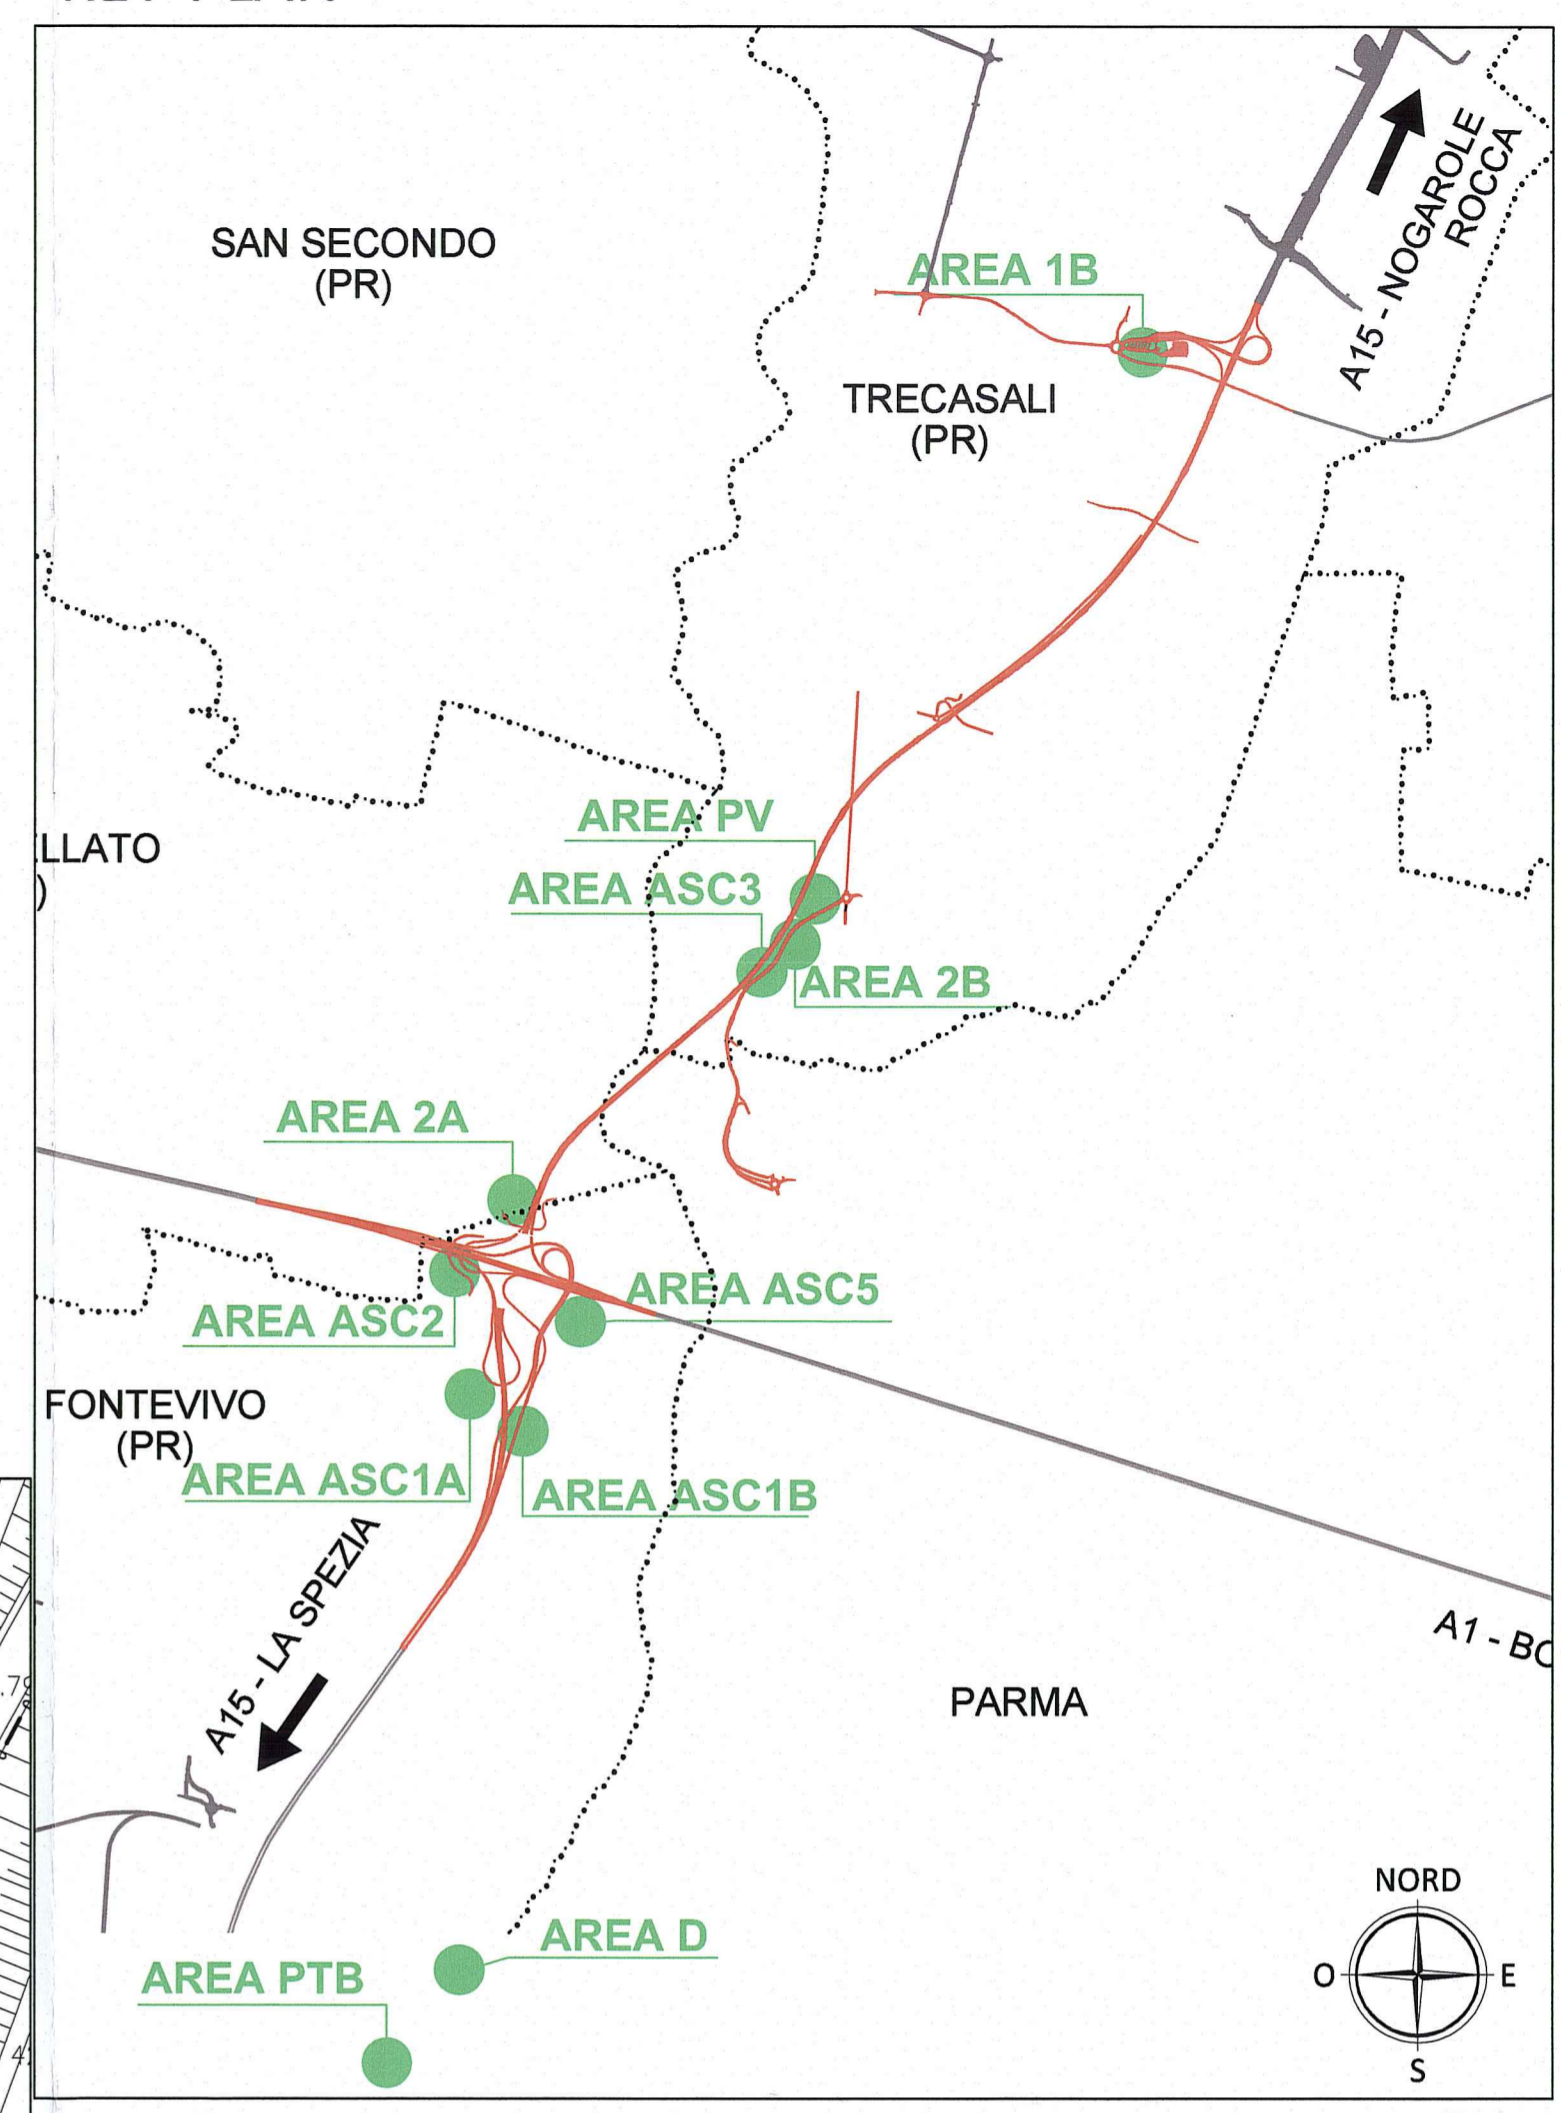 SAN SECONDO
(PR)
A15 - NOGAROLE
ROCCA
AREA 1B
TRECASALI
(PR)
AREA PV
LLATO
)
AREA ASC3
AREA 2B
AREA 2A
AREA ASC5
AREA ASC2
FONTEVIVO
(PR)
AREA ASC1A
AREA ASC1B
A15 - LA SPEZIA
A1 - BO
PARMA
NORD
O
E
S
AREA D
AREA PTB